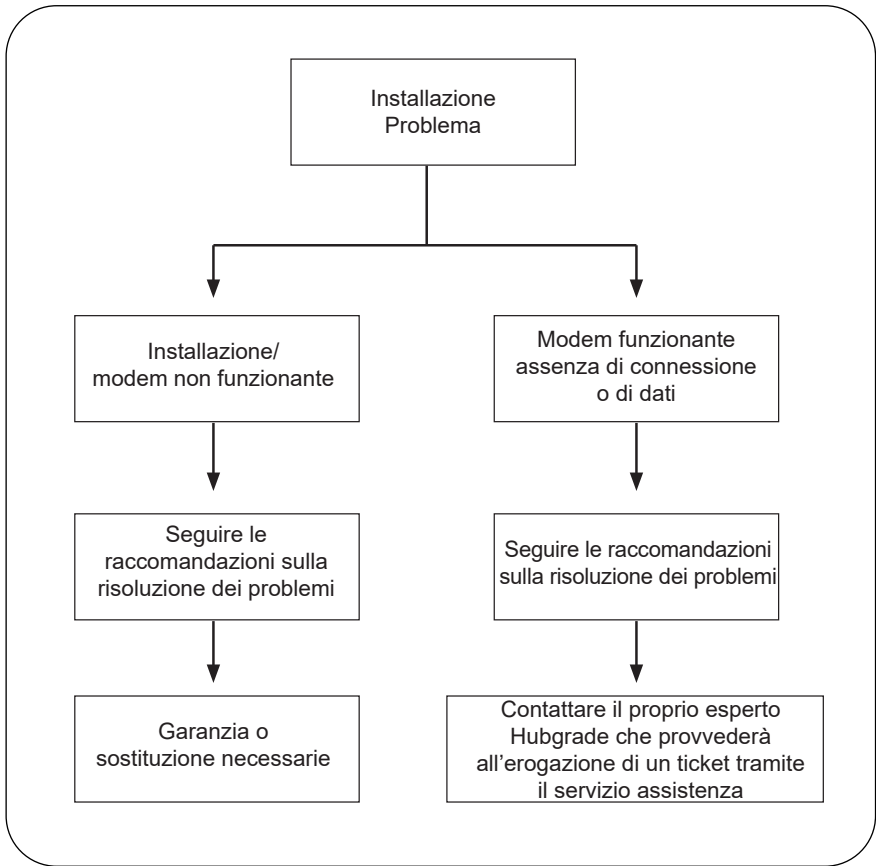 Installazione
Problema
Installazione/
modem non funzionante
Modem funzionante
assenza di connessione
o di dati
Seguire le
raccomandazioni sulla
risoluzione dei problemi
Seguire le raccomandazioni
sulla risoluzione dei problemi
Garanzia o
sostituzione necessarie
Contattare il proprio esperto
Hubgrade che provvederà
all'erogazione di un ticket tramite
il servizio assistenza